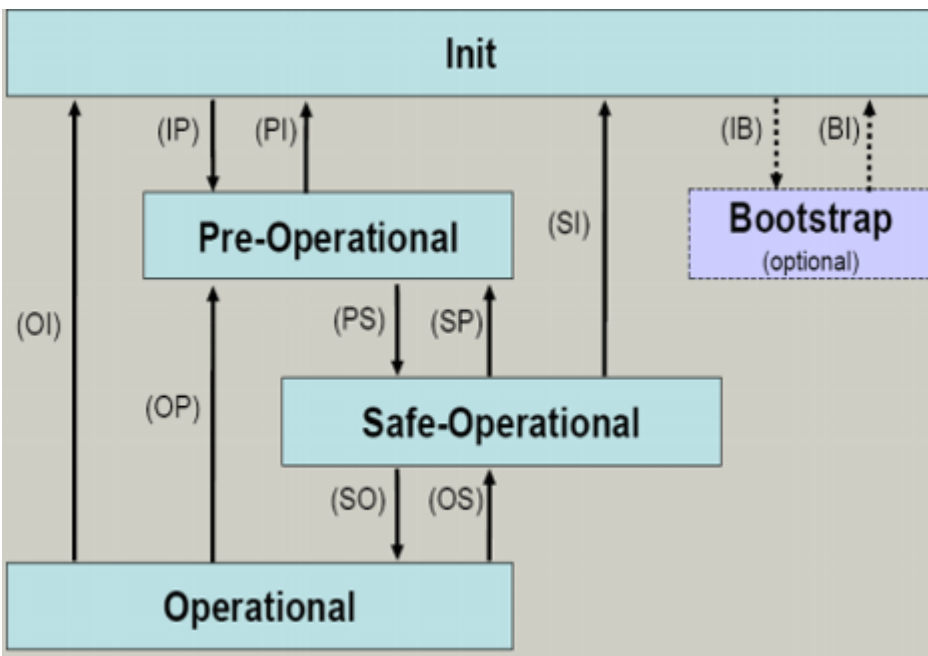 Init
(IP)
(PI)
(IB)
(BI)
Pre-Operational
(SI)
Bootstrap
(optional)
(OI)
(PS)
(SP)
(OP)
Safe-Operational
(SO)
(OS)
Operational